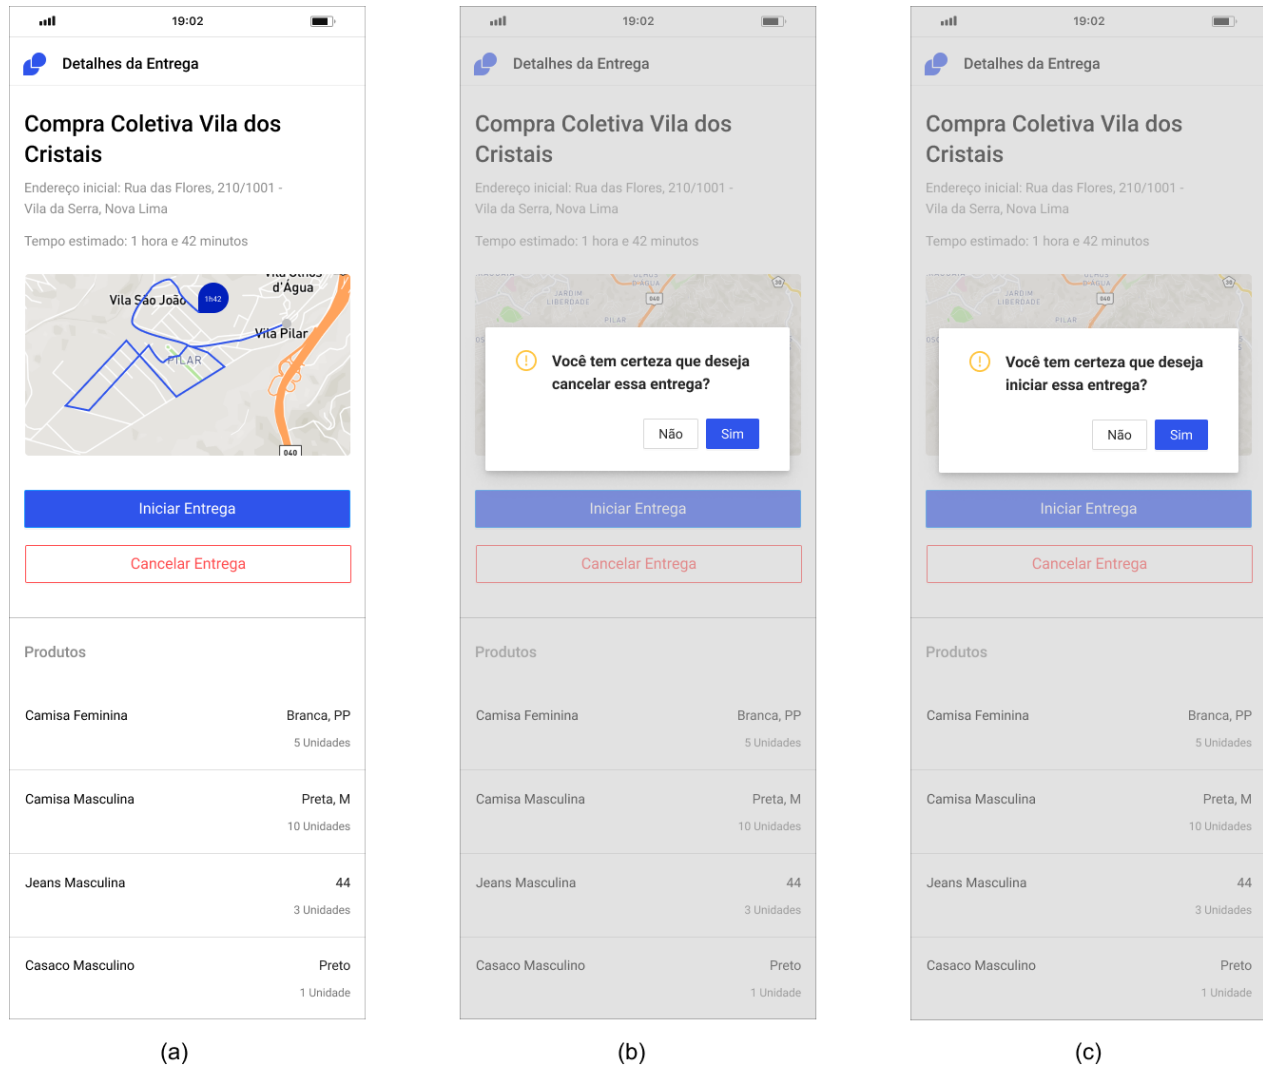 19:02
Detalhes da Entrega
Compra Coletiva Vila dos
Cristais
Endereço inicial: Rua das Flores, 210/1001 -
Vila da Serra, Nova Lima
Tempo estimado: 1 hora e 42 minutos
d'Água
Vila São João
1h42
Vila Pilar
PILAR
040
Iniciar Entrega
Cancelar Entrega
Produtos
Camisa Feminina Branca, PP
5 Unidades
Camisa Masculina Preta, M
10 Unidades
Jeans Masculina 44
3 Unidades
Casaco Masculino Preto
1 Unidade
(a)
19:02
Detalhes da Entrega
Compra Coletiva Vila dos
Cristais
Endereço inicial: Rua das Flores, 210/1001 -
Vila da Serra, Nova Lima
Tempo estimado: 1 hora e 42 minutos
D'ÁGUA
JARDIM
LIBERDADE
040
PILAR
Você tem certeza que deseja
cancelar essa entrega?
Não Sim
Iniciar Entrega
Cancelar Entrega
Produtos
Camisa Feminina Branca, PP
5 Unidades
Camisa Masculina Preta, M
10 Unidades
Jeans Masculina 44
3 Unidades
Casaco Masculino Preto
1 Unidade
(b)
19:02
Detalhes da Entrega
Compra Coletiva Vila dos
Cristais
Endereço inicial: Rua das Flores, 210/1001 -
Vila da Serra, Nova Lima
Tempo estimado: 1 hora e 42 minutos
D'ÁGUA
JARDIM
LIBERDADE
040
PILAR
Você tem certeza que deseja
iniciar essa entrega?
Não Sim
Iniciar Entrega
Cancelar Entrega
Produtos
Camisa Feminina Branca, PP
5 Unidades
Camisa Masculina Preta, M
10 Unidades
Jeans Masculina 44
3 Unidades
Casaco Masculino Preto
1 Unidade
(c)